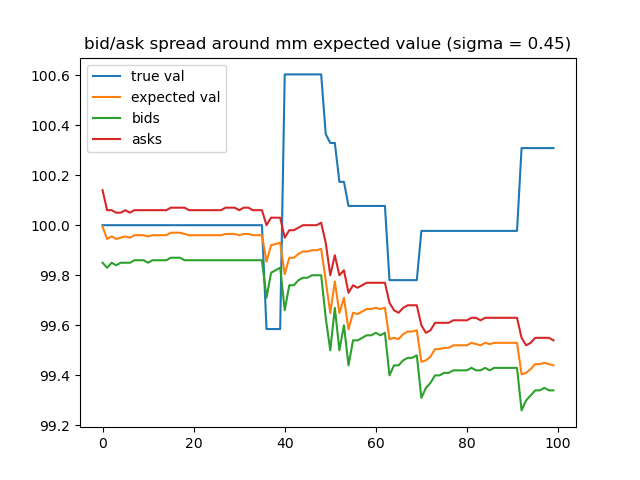 bid/ask spread around mm expected value (sigma = 0.45)
true val
expected val
bids
asks
100.6
100.4
100.2
100.0
99.8
99.6
99.4
99.2
0 20 40 60 80 100